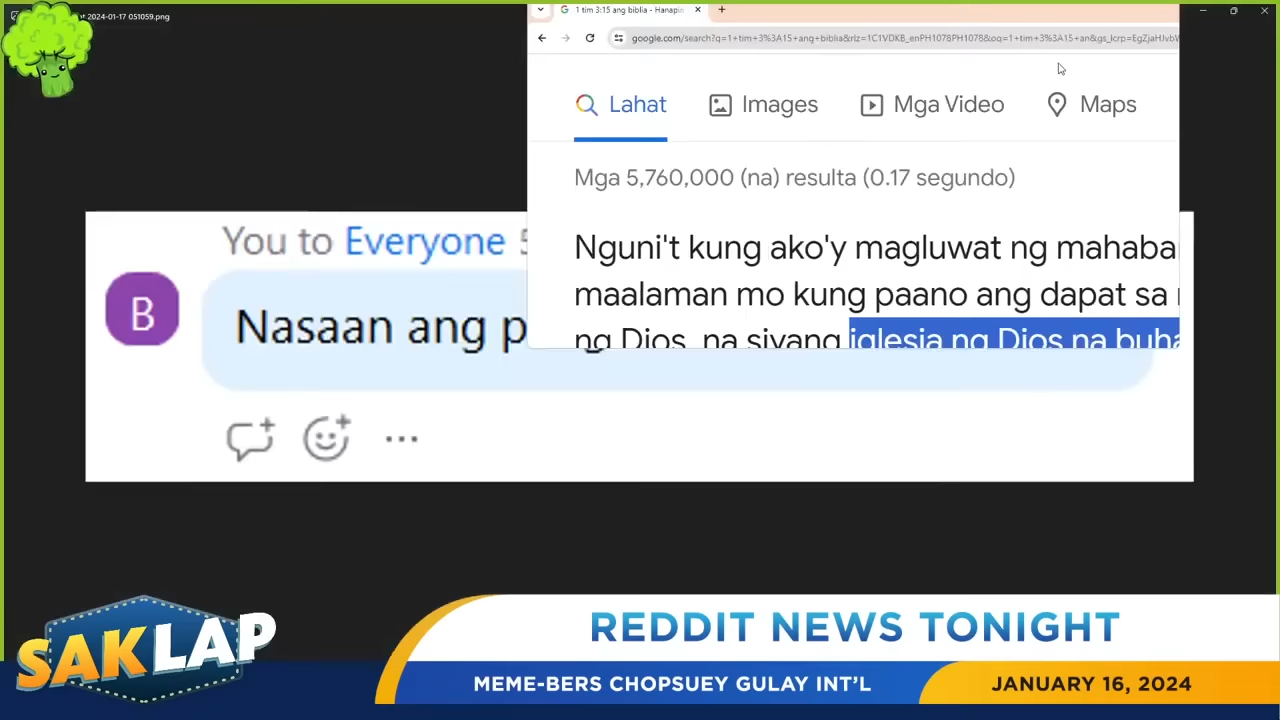 2024-01-17 051059.png
1 tim 3:15 ang biblia - Hanapin
google.com/search?q=1+tim+3%3A15+ang+biblia&rlz=1C1VDKB_enPH1078PH1078&oq=1+tim+3%3A15+an&gs_lcrp=EgZjaHJvbW
Lahat
Images
Mga Video
Maps
Mga 5,760,000 (na) resulta (0.17 segundo)
Nguni't kung ako'y magluwat ng mahaba
maalaman mo kung paano ang dapat sa
ng Dios, na siyang iglesia ng Dios na buha
You to Everyone
B
Nasaan ang p
SAKLAP
REDDIT NEWS TONIGHT
MEME-BERS CHOPSUEY GULAY INT'L
JANUARY 16, 2024